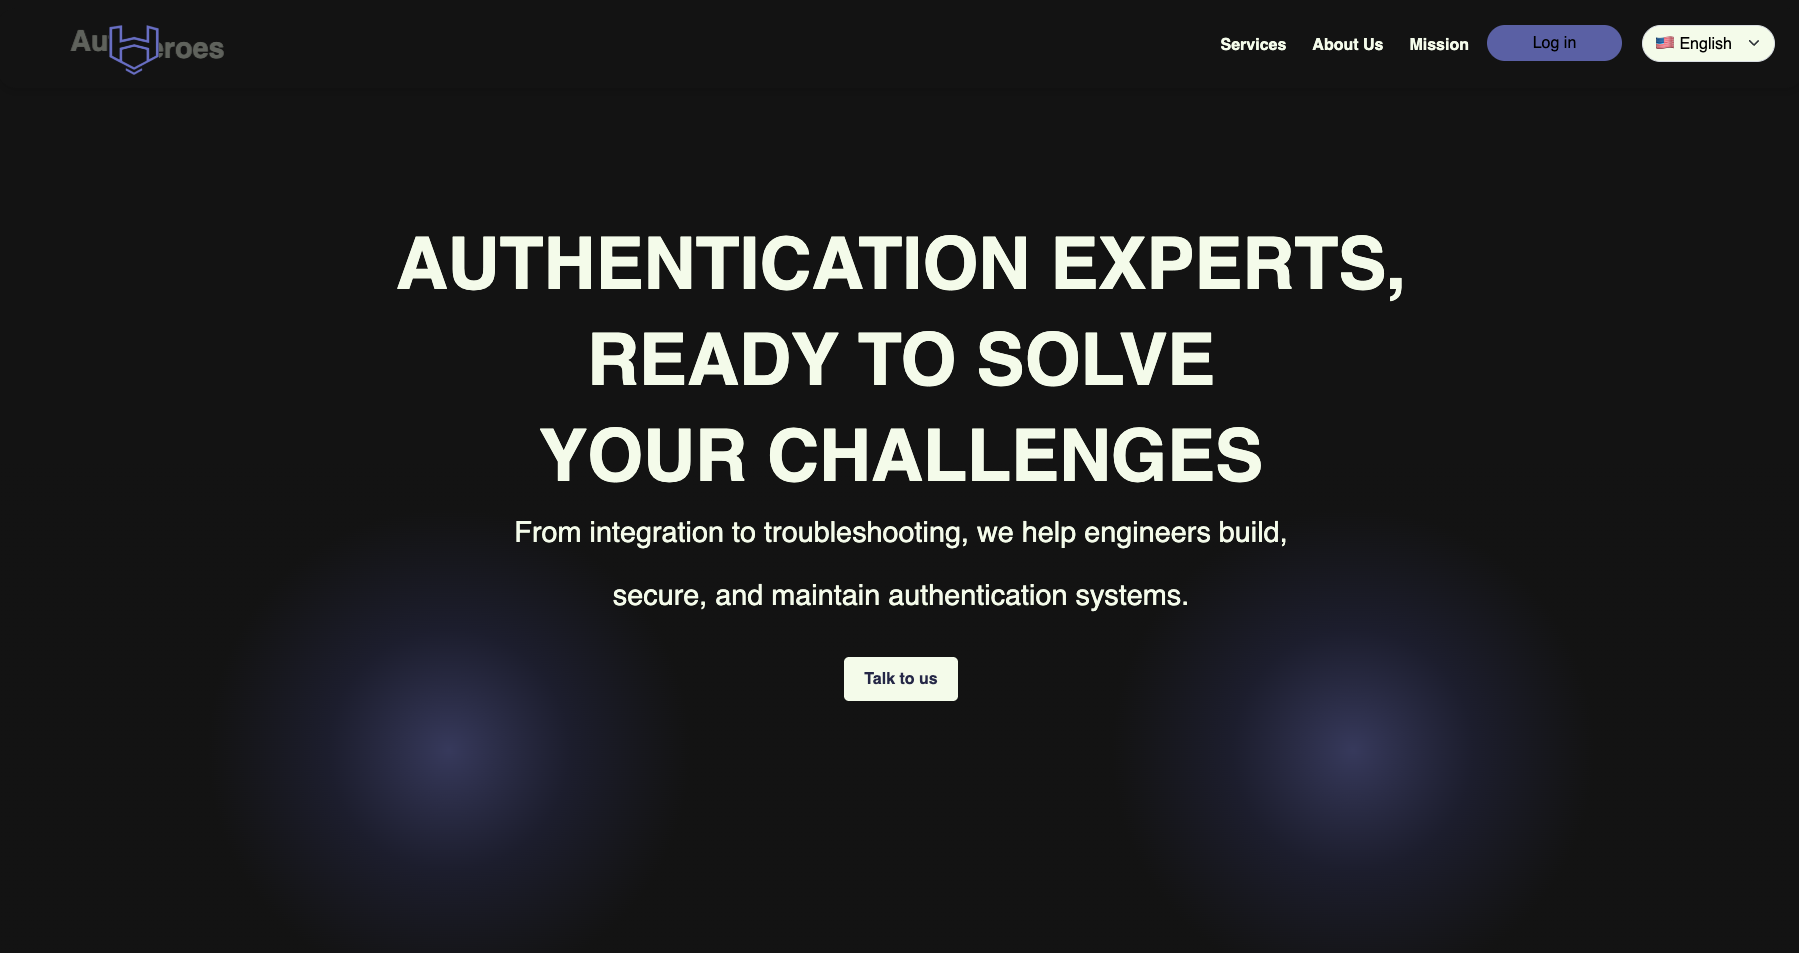 Au Heroes
Services
About Us
Mission
Log in
English
AUTHENTICATION EXPERTS,
READY TO SOLVE
YOUR CHALLENGES
From integration to troubleshooting, we help engineers build,
secure, and maintain authentication systems.
Talk to us